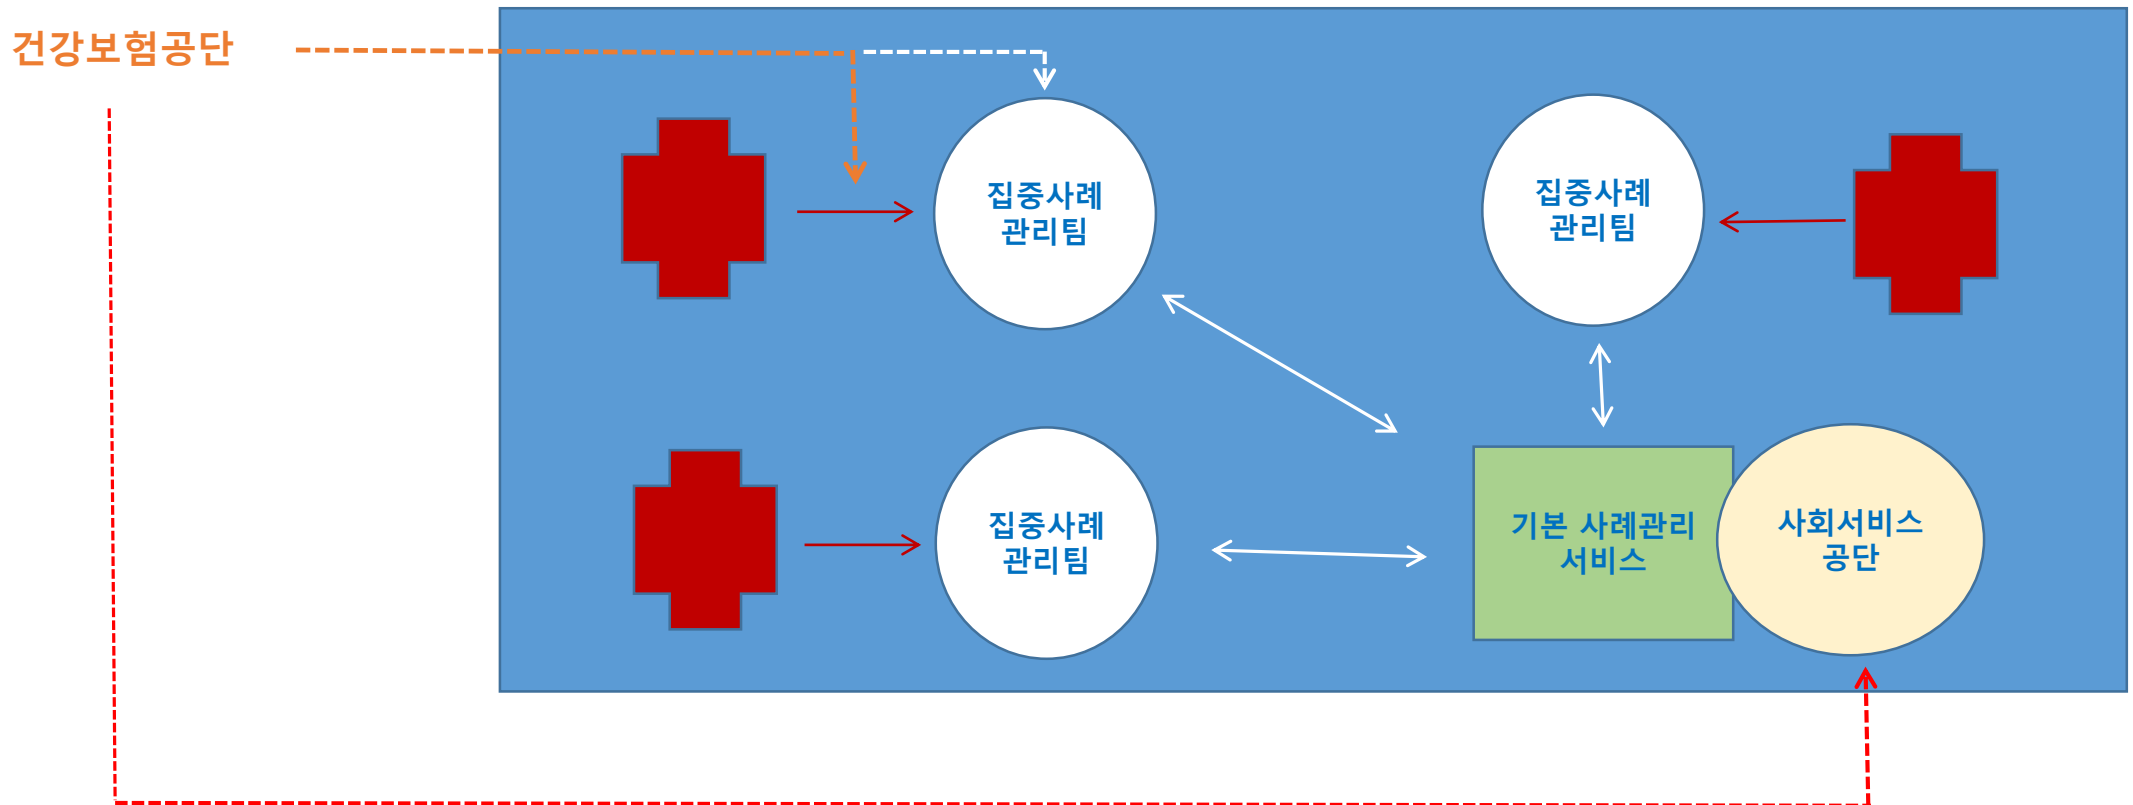 건강보험공단
집중사례
관리팀
집중사례
관리팀
집중사례
관리팀
기본 사례관리
서비스
사회서비스
공단